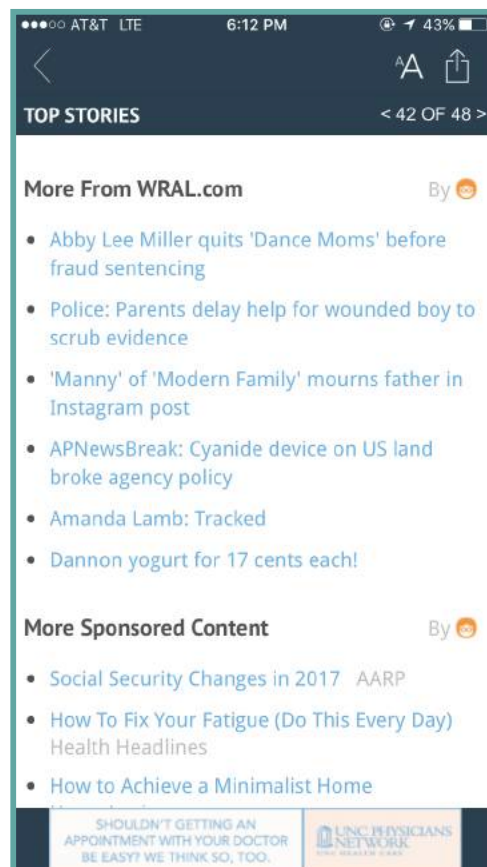 AT&T LTE 6:12 PM 43%
AA
TOP STORIES < 42 OF 48 >
More From WRAL.com By
• Abby Lee Miller quits 'Dance Moms' before
fraud sentencing
• Police: Parents delay help for wounded boy to
scrub evidence
• 'Manny' of 'Modern Family' mourns father in
Instagram post
• APNewsBreak: Cyanide device on US land
broke agency policy
• Amanda Lamb: Tracked
• Dannon yogurt for 17 cents each!
More Sponsored Content By
• Social Security Changes in 2017 AARP
• How To Fix Your Fatigue (Do This Every Day)
Health Headlines
• How to Achieve a Minimalist Home
SHOULDN'T GETTING AN
APPOINTMENT WITH YOUR DOCTOR
BE EASY? WE THINK SO, TOO.
UNC PHYSICIANS
NETWORK
UNC HEALTH CARE